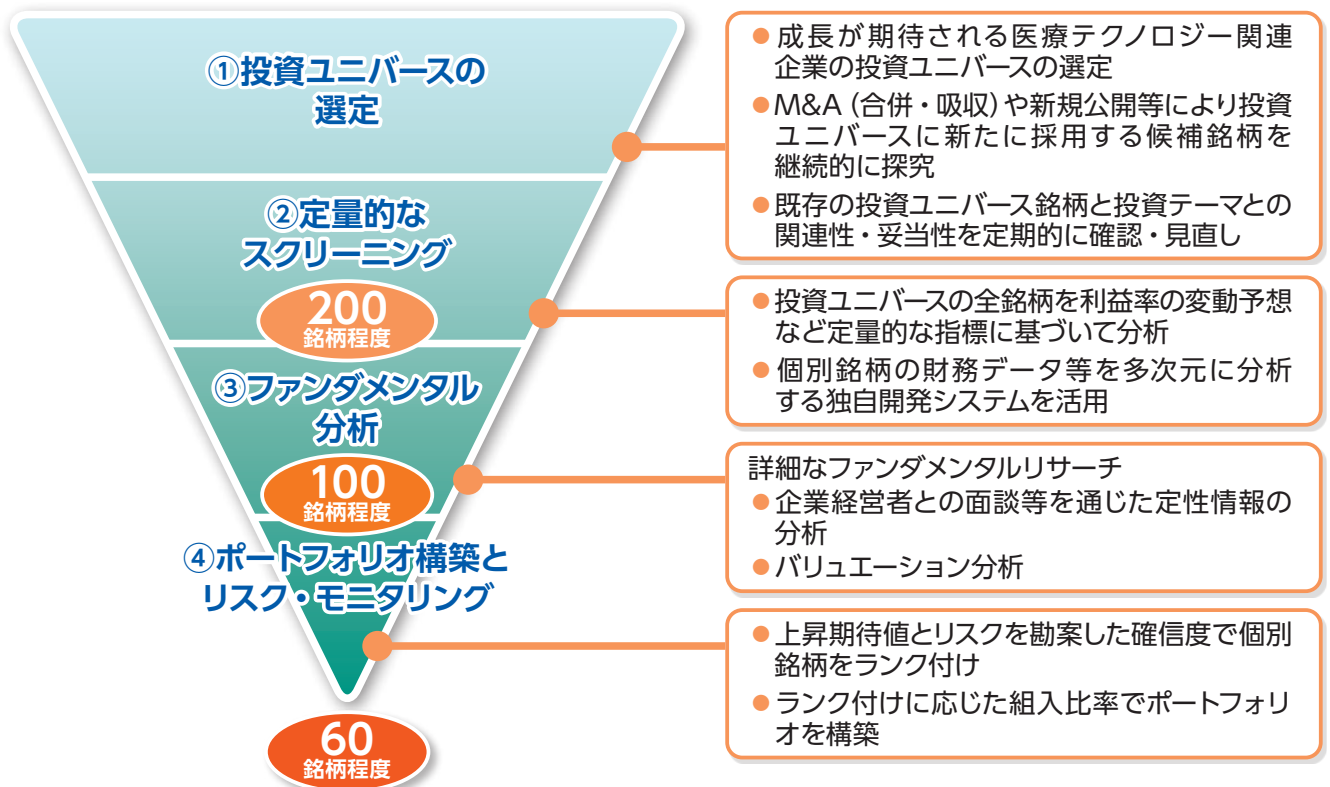 ①投資ユニバースの
選定
②定量的な
スクリーニング
200
銘柄程度
③ファンダメンタル
分析
100
銘柄程度
④ポートフォリオ構築と
リスク・モニタリング
60
銘柄程度
●成長が期待される医療テクノロジー関連
企業の投資ユニバースの選定
●M&A（合併・吸収）や新規公開等により投資
ユニバースに新たに採用する候補銘柄を
継続的に探究
●既存の投資ユニバース銘柄と投資テーマとの
関連性・妥当性を定期的に確認・見直し
●投資ユニバースの全銘柄を利益率の変動予想
など定量的な指標に基づいて分析
●個別銘柄の財務データ等を多次元に分析
する独自開発システムを活用
詳細なファンダメンタルリサーチ
●企業経営者との面談等を通じた定性情報の
分析
●バリュエーション分析
●上昇期待値とリスクを勘案した確信度で個別
銘柄をランク付け
●ランク付けに応じた組入比率でポートフォリ
オを構築